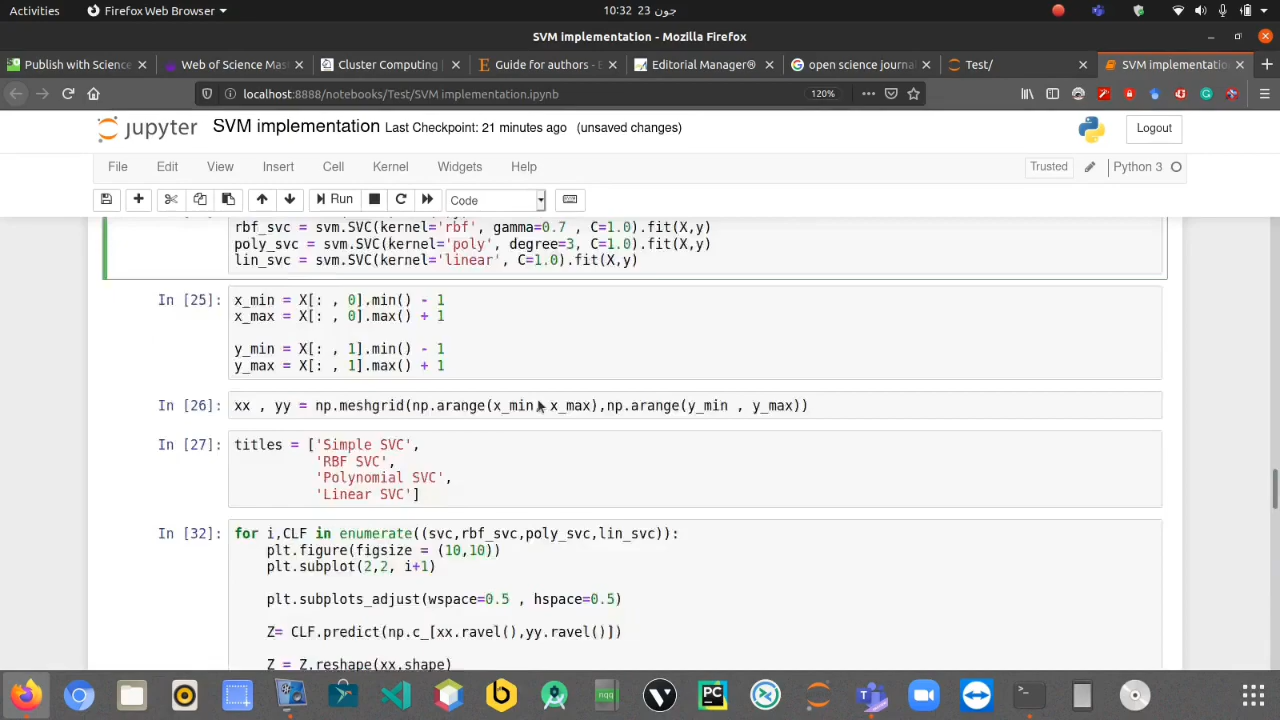 Activities Firefox Web Browser 10:32 23 جون
SVM implementation - Mozilla Firefox
Publish with Science Web of Science Mas Cluster Computing Guide for authors - E Editorial Manager® open science journal Test/ SVM implementation
localhost:8888/notebooks/Test/SVM implementation.ipynb 120%
jupyter SVM implementation Last Checkpoint: 21 minutes ago (unsaved changes) Logout
File Edit View Insert Cell Kernel Widgets Help Trusted Python 3
Run Code
rbf_svc = svm.SVC(kernel='rbf', gamma=0.7 , C=1.0).fit(X,y)
poly_svc = svm.SVC(kernel='poly', degree=3, C=1.0).fit(X,y)
lin_svc = svm.SVC(kernel='linear', C=1.0).fit(X,y)
In [25]: x_min = X[: , 0].min() - 1
x_max = X[: , 0].max() + 1
y_min = X[: , 1].min() - 1
y_max = X[: , 1].max() + 1
In [26]: xx , yy = np.meshgrid(np.arange(x_min, x_max),np.arange(y_min , y_max))
In [27]: titles = ['Simple SVC',
'RBF SVC',
'Polynomial SVC',
'Linear SVC']
In [32]: for i,CLF in enumerate((svc,rbf_svc,poly_svc,lin_svc)):
plt.figure(figsize = (10,10))
plt.subplot(2,2, i+1)
plt.subplots_adjust(wspace=0.5 , hspace=0.5)
Z= CLF.predict(np.c_[xx.ravel(),yy.ravel()])
Z = Z.reshape(xx.shape)
nqq PC